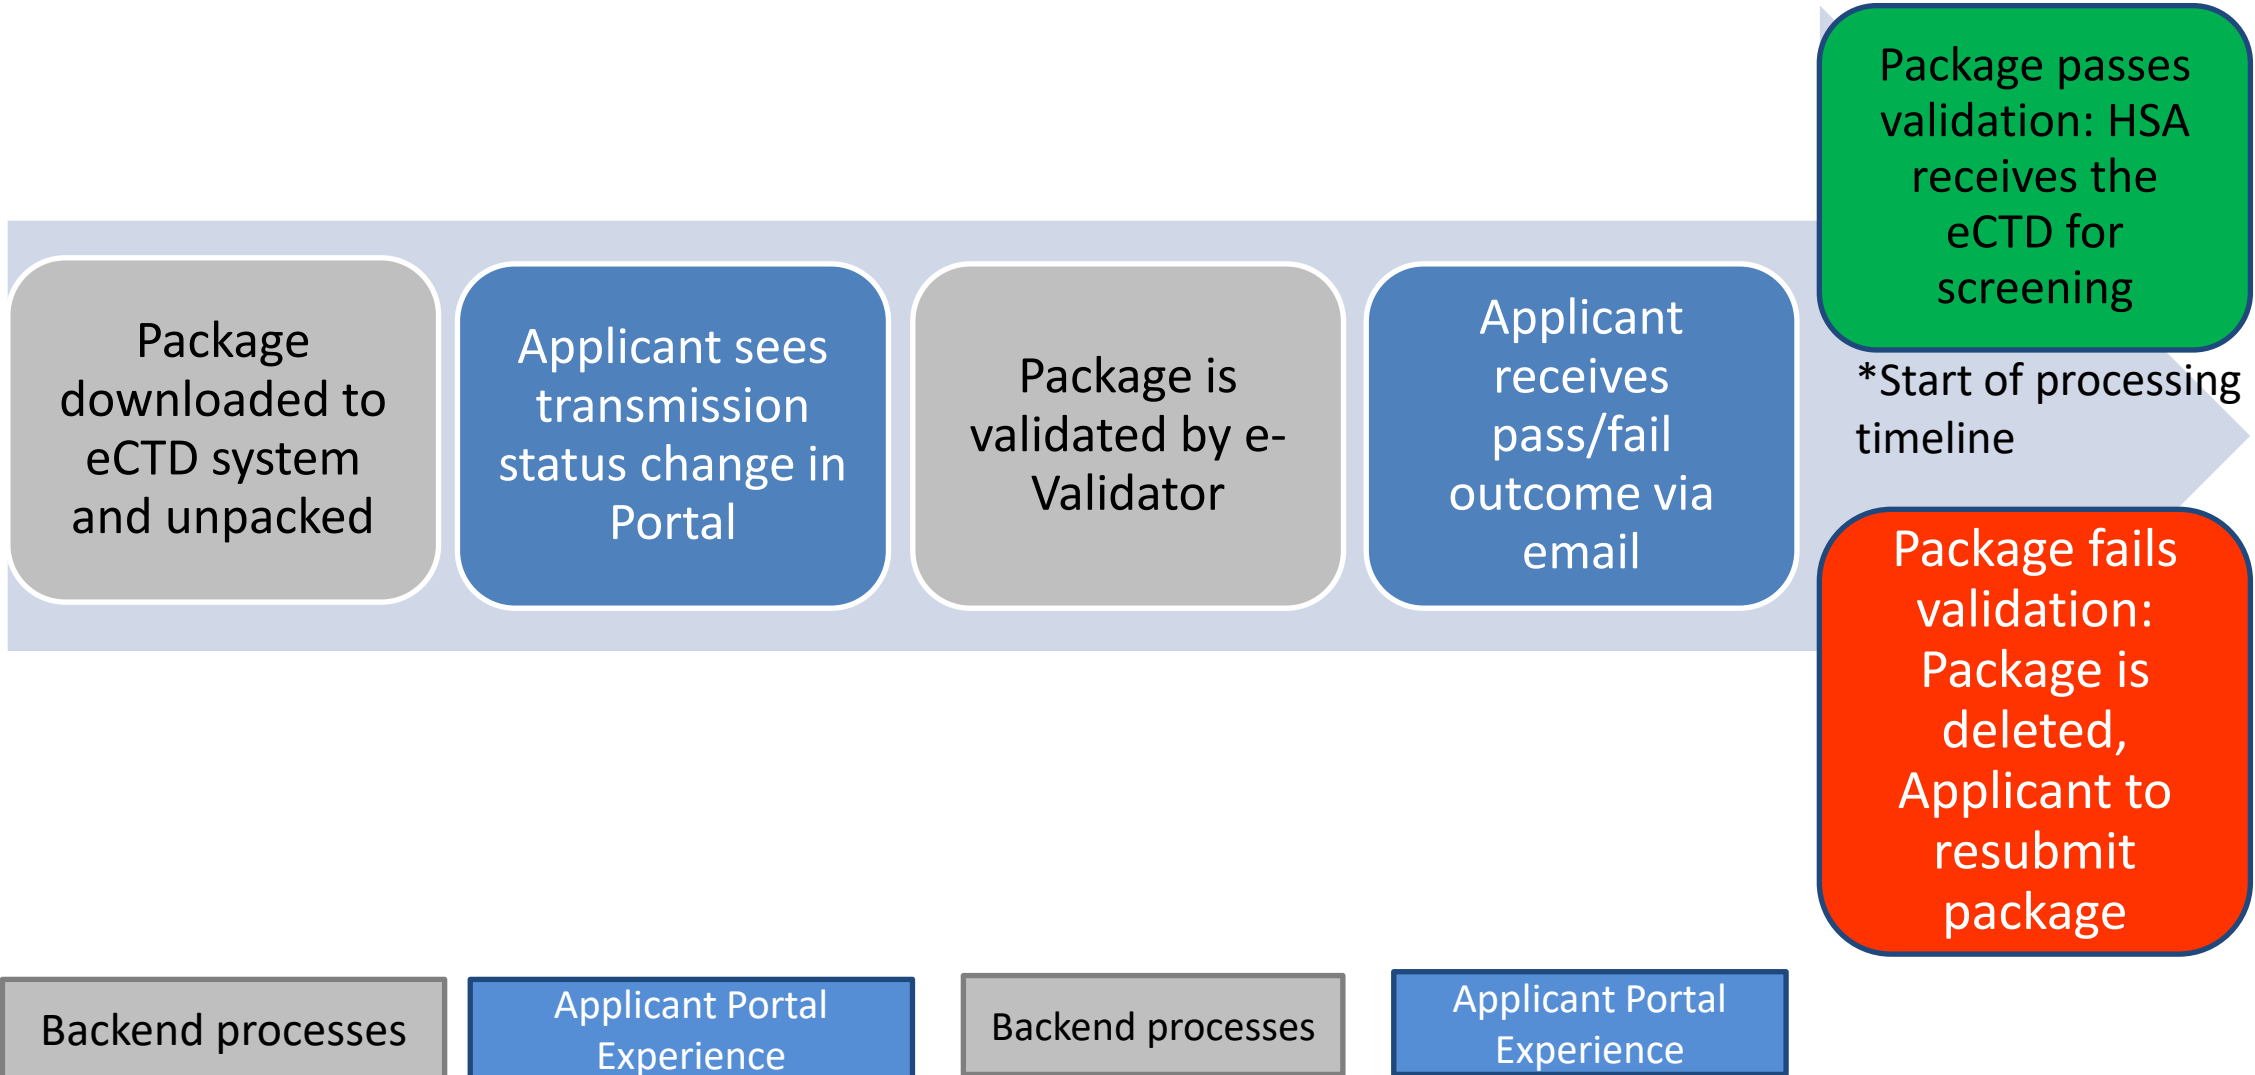 Package
downloaded to
eCTD system
and unpacked
Applicant sees
transmission
status change in
Portal
Package is
validated by e-
Validator
Applicant
receives
pass/fail
outcome via
email
Package passes
validation: HSA
receives the
eCTD for
screening
*Start of processing
timeline
Package fails
validation:
Package is
deleted,
Applicant to
resubmit
package
Backend processes
Applicant Portal
Experience
Backend processes
Applicant Portal
Experience